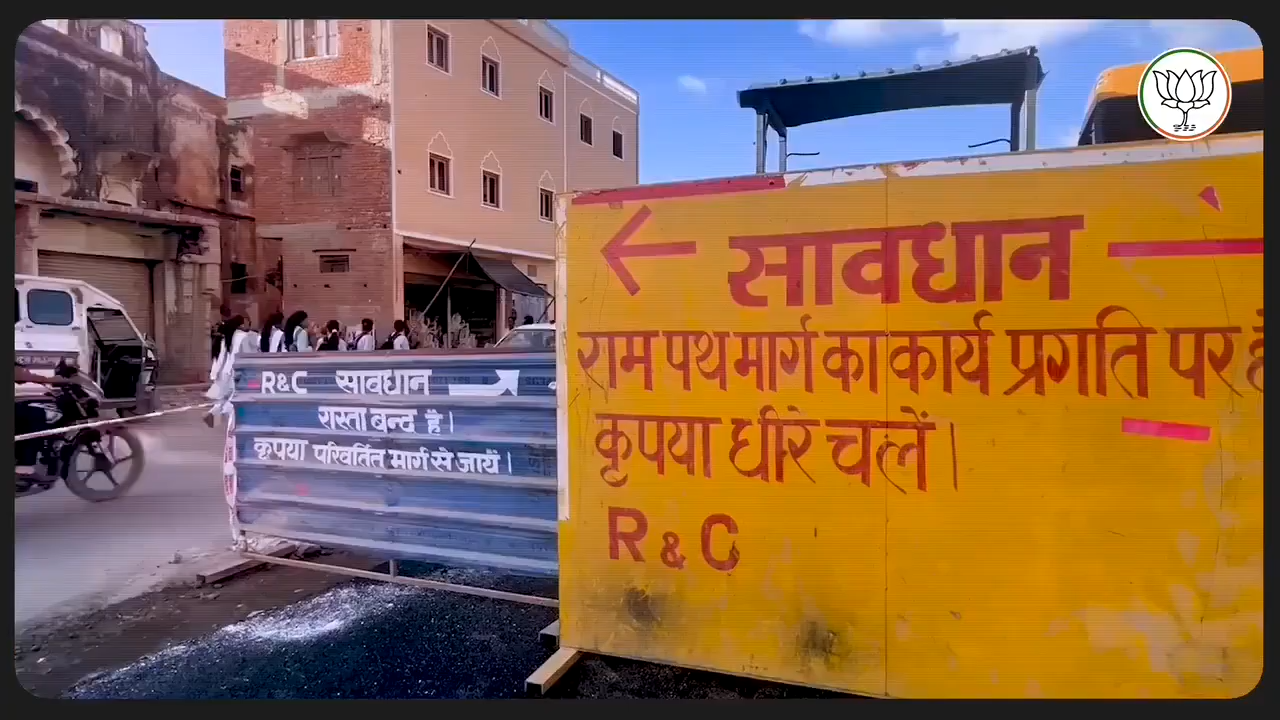 सावधान
राम पथ मार्ग का कार्य प्रगति पर है
कृपया धीरे चलें।
R & C
R&C सावधान
रास्ता बन्द है।
कृपया परिवर्तित मार्ग से जायें।